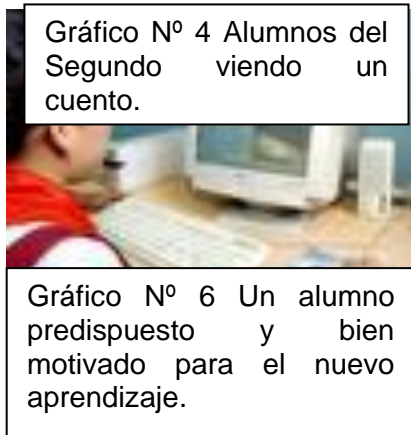 Gráfico Nº 4 Alumnos del
Segundo viendo un
cuento.
Gráfico Nº 6 Un alumno
predispuesto y bien
motivado para el nuevo
aprendizaje.